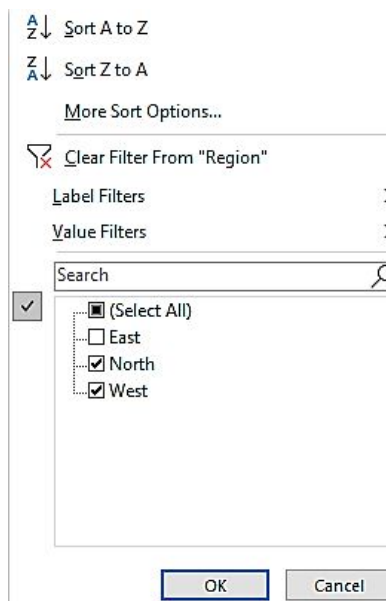 Sort A to Z
Sort Z to A
More Sort Options...
Clear Filter From "Region"
Label Filters
Value Filters
Search
(Select All)
East
North
West
OK Cancel